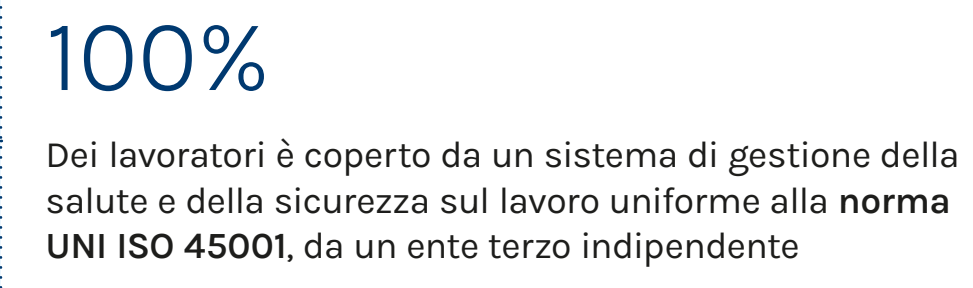 100%
Dei lavoratori è coperto da un sistema di gestione della
salute e della sicurezza sul lavoro uniforme alla norma
UNI ISO 45001, da un ente terzo indipendente